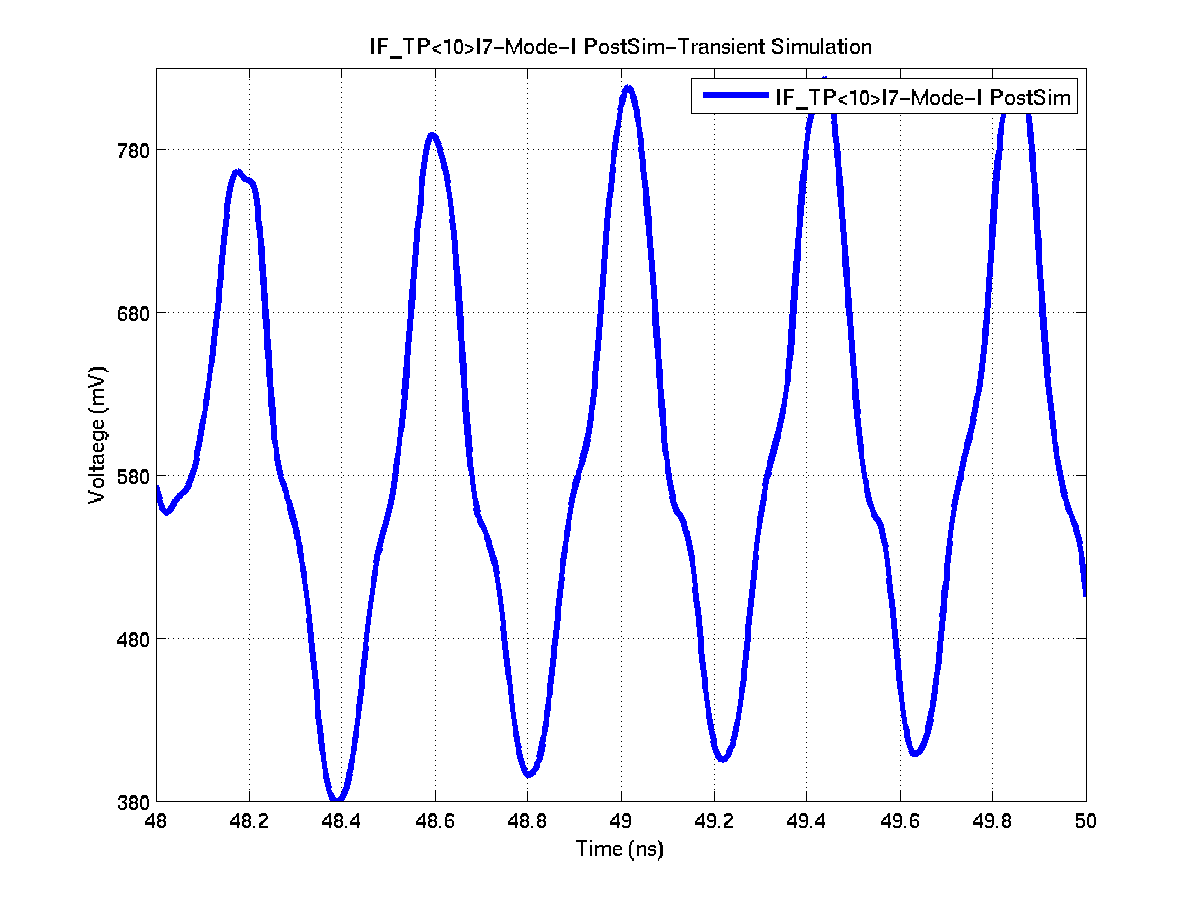 IF_TP<10>I7-Mode-I PostSim-Transient Simulation
IF_TP<10>I7-Mode-I PostSim
780
680
580
480
380
Voltaege (mV)
48 48.2 48.4 48.6 48.8 49 49.2 49.4 49.6 49.8 50
Time (ns)